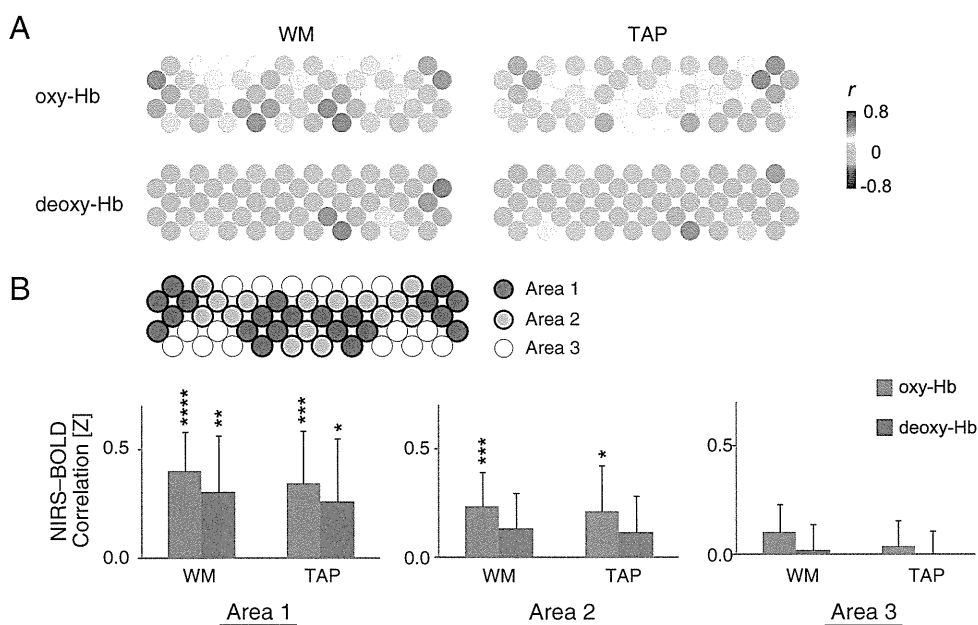 A
WM TAP
oxy-Hb
r
0.8
0
-0.8
deoxy-Hb
B
Area 1
Area 2
Area 3
oxy-Hb
deoxy-Hb
NIRS–BOLD
Correlation [Z]
0.5
0.0
**** ** *** *
WM TAP
Area 1
0.5
0.0
*** *
WM TAP
Area 2
0.5
0.0
WM TAP
Area 3